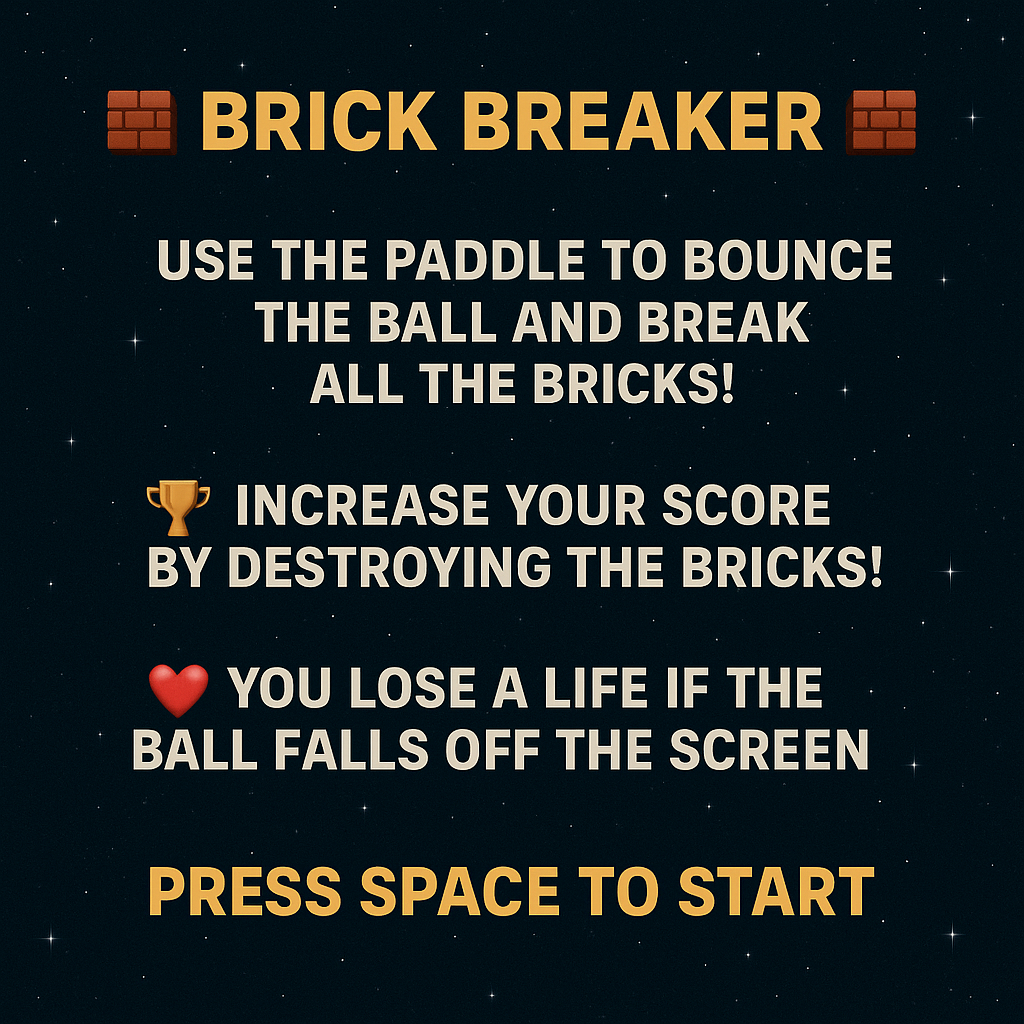 BRICK BREAKER
USE THE PADDLE TO BOUNCE
THE BALL AND BREAK
ALL THE BRICKS!
INCREASE YOUR SCORE
BY DESTROYING THE BRICKS!
YOU LOSE A LIFE IF THE
BALL FALLS OFF THE SCREEN
PRESS SPACE TO START